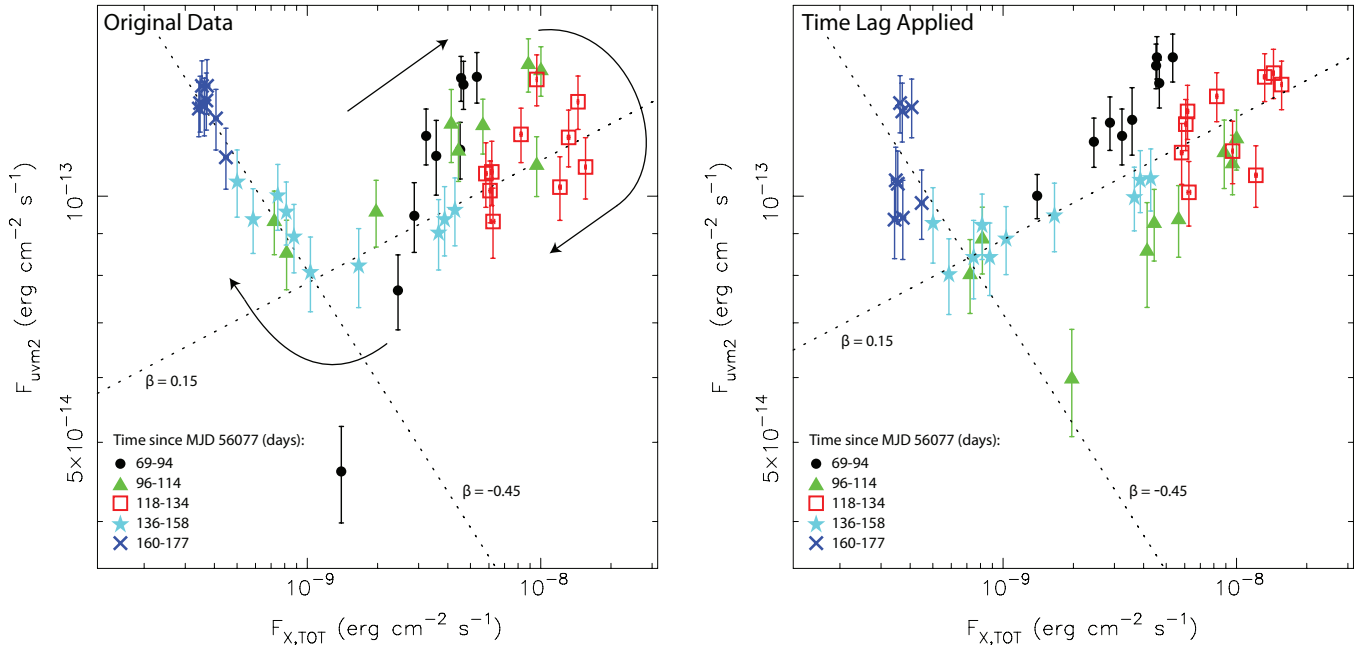 Original Data
10⁻¹³
5×10⁻¹⁴
F_uvm2 (erg cm⁻² s⁻¹)
β = 0.15
β = −0.45
Time since MJD 56077 (days):
69-94
96-114
118-134
136-158
160-177
10⁻⁹
10⁻⁸
F_X,TOT (erg cm⁻² s⁻¹)
Time Lag Applied
10⁻¹³
5×10⁻¹⁴
F_uvm2 (erg cm⁻² s⁻¹)
β = 0.15
β = −0.45
Time since MJD 56077 (days):
69-94
96-114
118-134
136-158
160-177
10⁻⁹
10⁻⁸
F_X,TOT (erg cm⁻² s⁻¹)